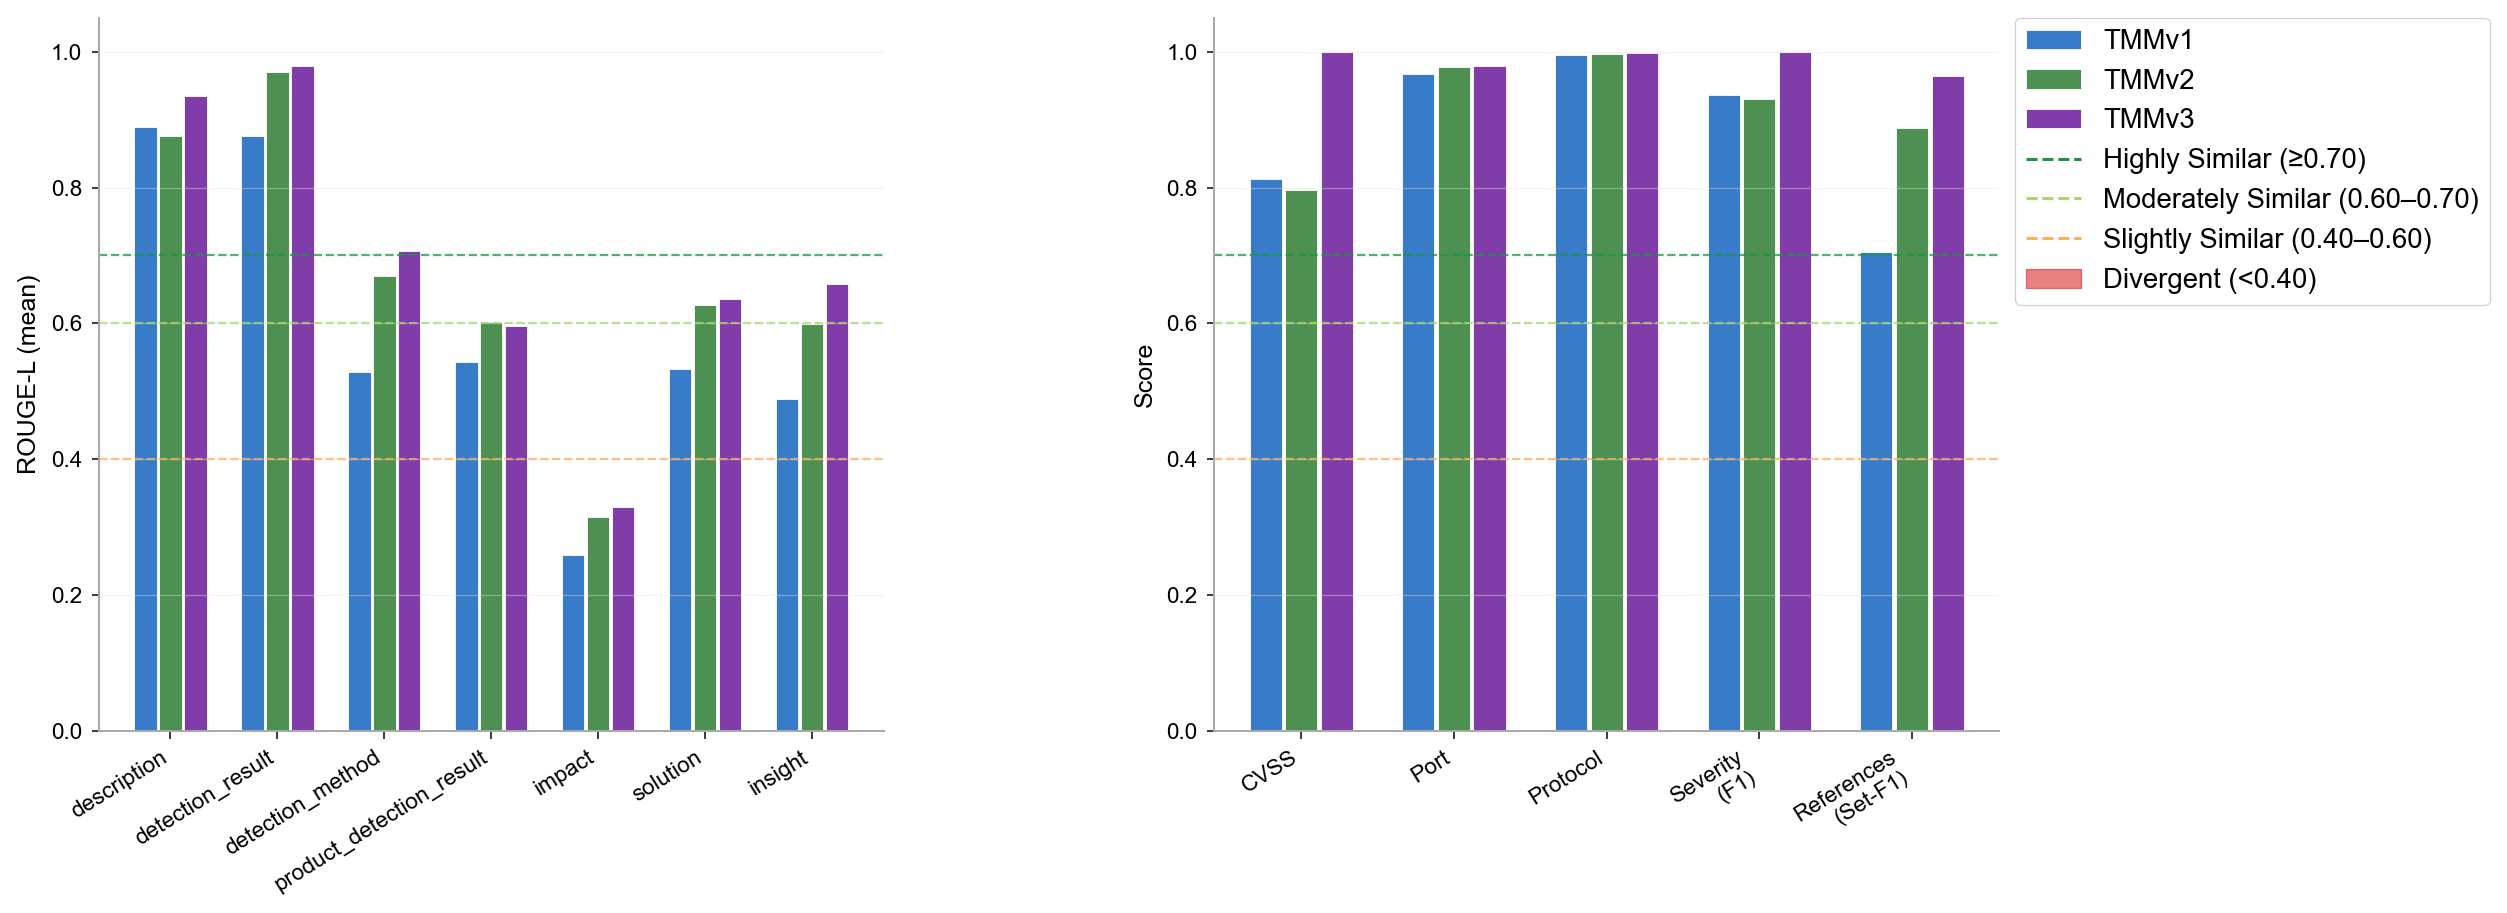 ROUGE-L (mean)
1.0
0.8
0.6
0.4
0.2
0.0
description
detection_result
detection_method
product_detection_result
impact
solution
insight
Score
1.0
0.8
0.6
0.4
0.2
0.0
CVSS
Port
Protocol
Severity
(F1)
References
(Set-F1)
TMMv1
TMMv2
TMMv3
Highly Similar (≥0.70)
Moderately Similar (0.60–0.70)
Slightly Similar (0.40–0.60)
Divergent (<0.40)